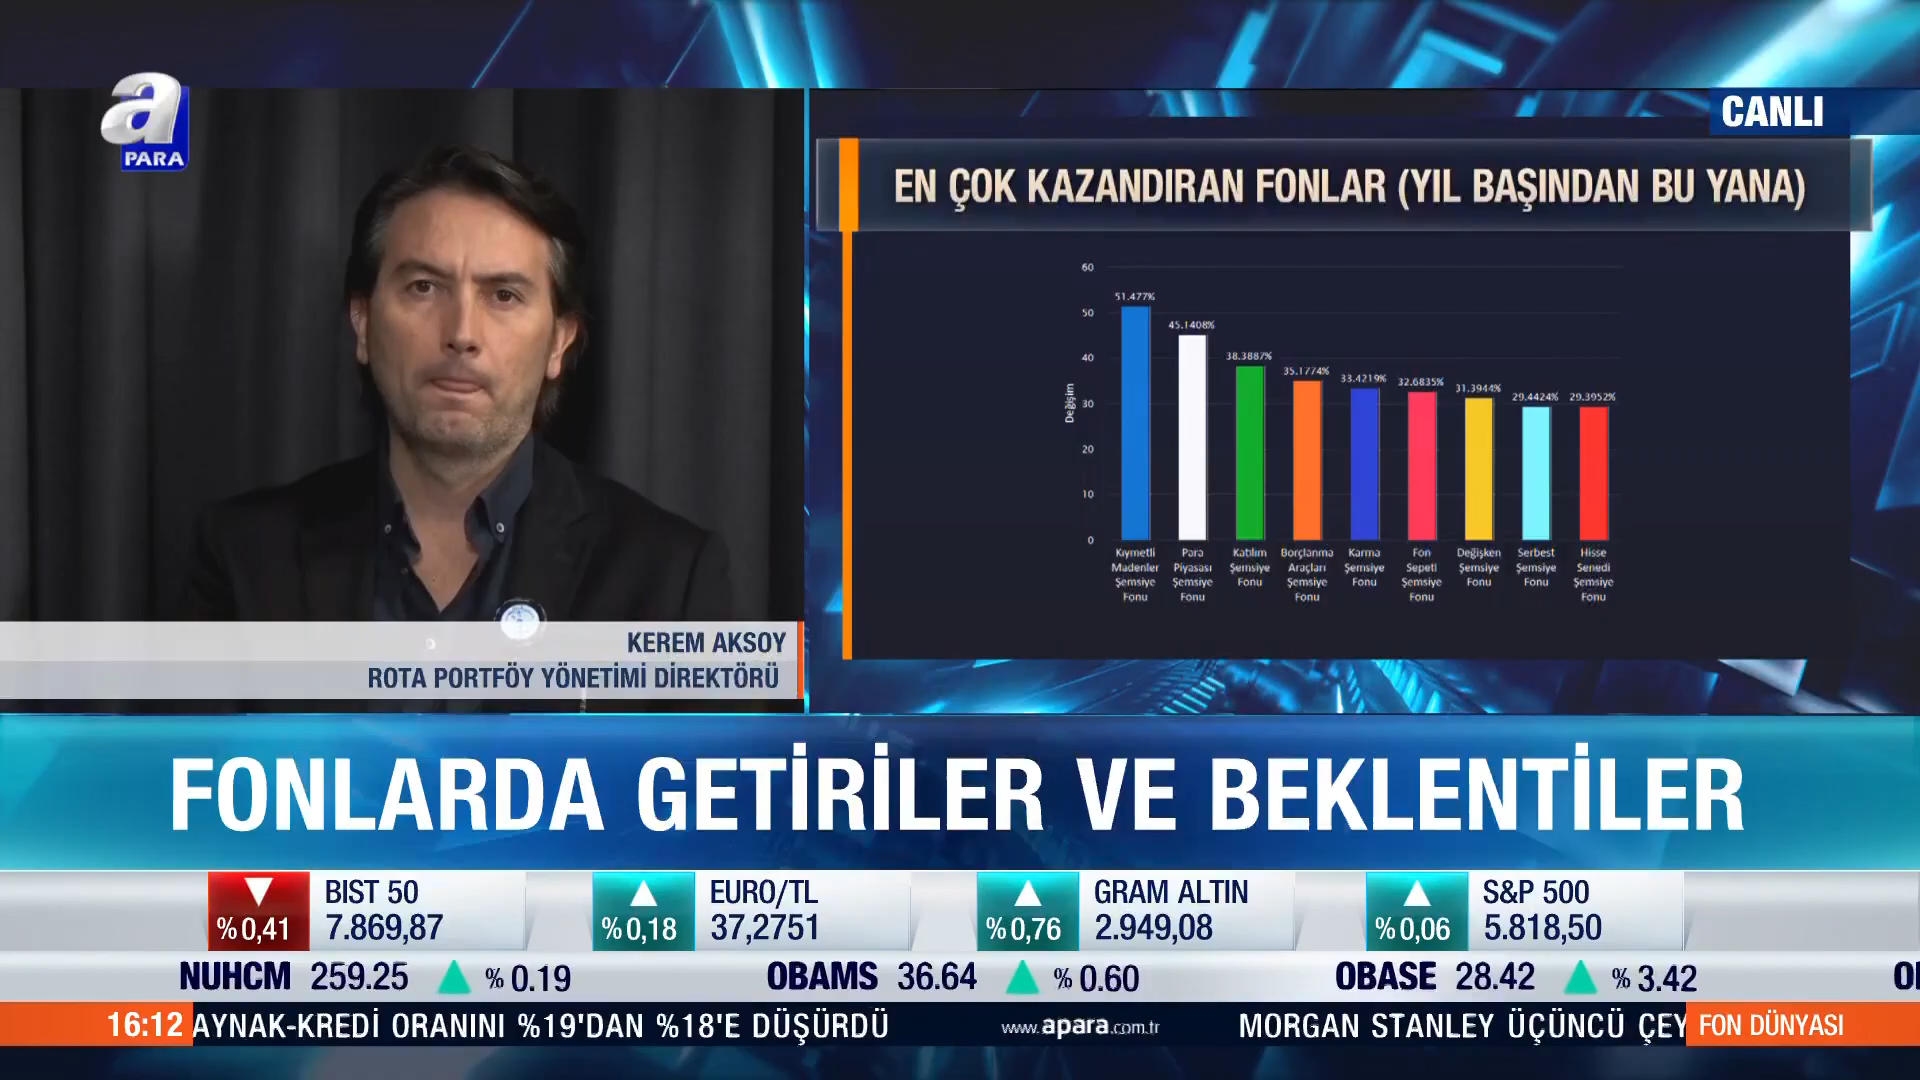 a
PARA
CANLI
EN ÇOK KAZANDIRAN FONLAR (YIL BAŞINDAN BU YANA)
60
50
40
30
20
10
0
Değişim
51.477%
45.1408%
38.3887%
35.1774%
33.4219%
32.6835%
31.3944%
29.4424%
29.3952%
Kıymetli
Madenler
Şemsiye
Fonu
Para
Piyasası
Şemsiye
Fonu
Katılım
Şemsiye
Fonu
Borçlanma
Araçları
Şemsiye
Fonu
Karma
Şemsiye
Fonu
Fon
Sepeti
Şemsiye
Fonu
Değişken
Şemsiye
Fonu
Serbest
Şemsiye
Fonu
Hisse
Senedi
Şemsiye
Fonu
KEREM AKSOY
ROTA PORTFÖY YÖNETİMİ DİREKTÖRÜ
FONLARDA GETİRİLER VE BEKLENTİLER
%0,41 BIST 50 7.869,87
%0,18 EURO/TL 37,2751
%0,76 GRAM ALTIN 2.949,08
%0,06 S&P 500 5.818,50
NUHCM 259.25 % 0.19 OBAMS 36.64 % 0.60 OBASE 28.42 % 3.42
16:12 AYNAK-KREDİ ORANINI %19'DAN %18'E DÜŞÜRDÜ www.apara.com.tr MORGAN STANLEY ÜÇÜNCÜ ÇEY FON DÜNYASI